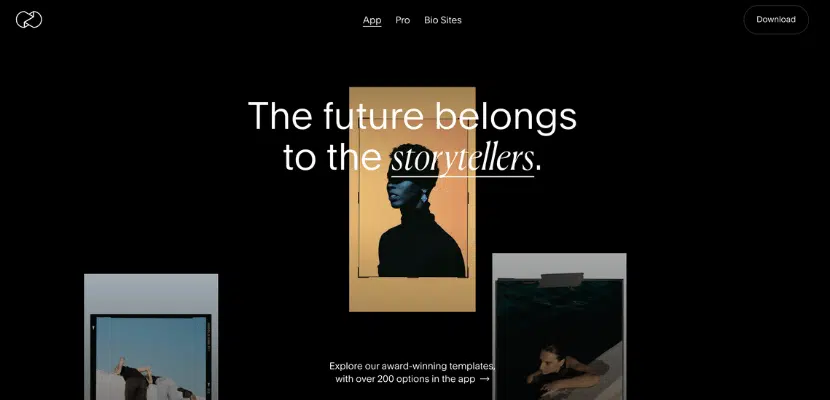 App
Pro
Bio Sites
Download
The future belongs
to the storytellers.
Explore our award-winning templates,
with over 200 options in the app →